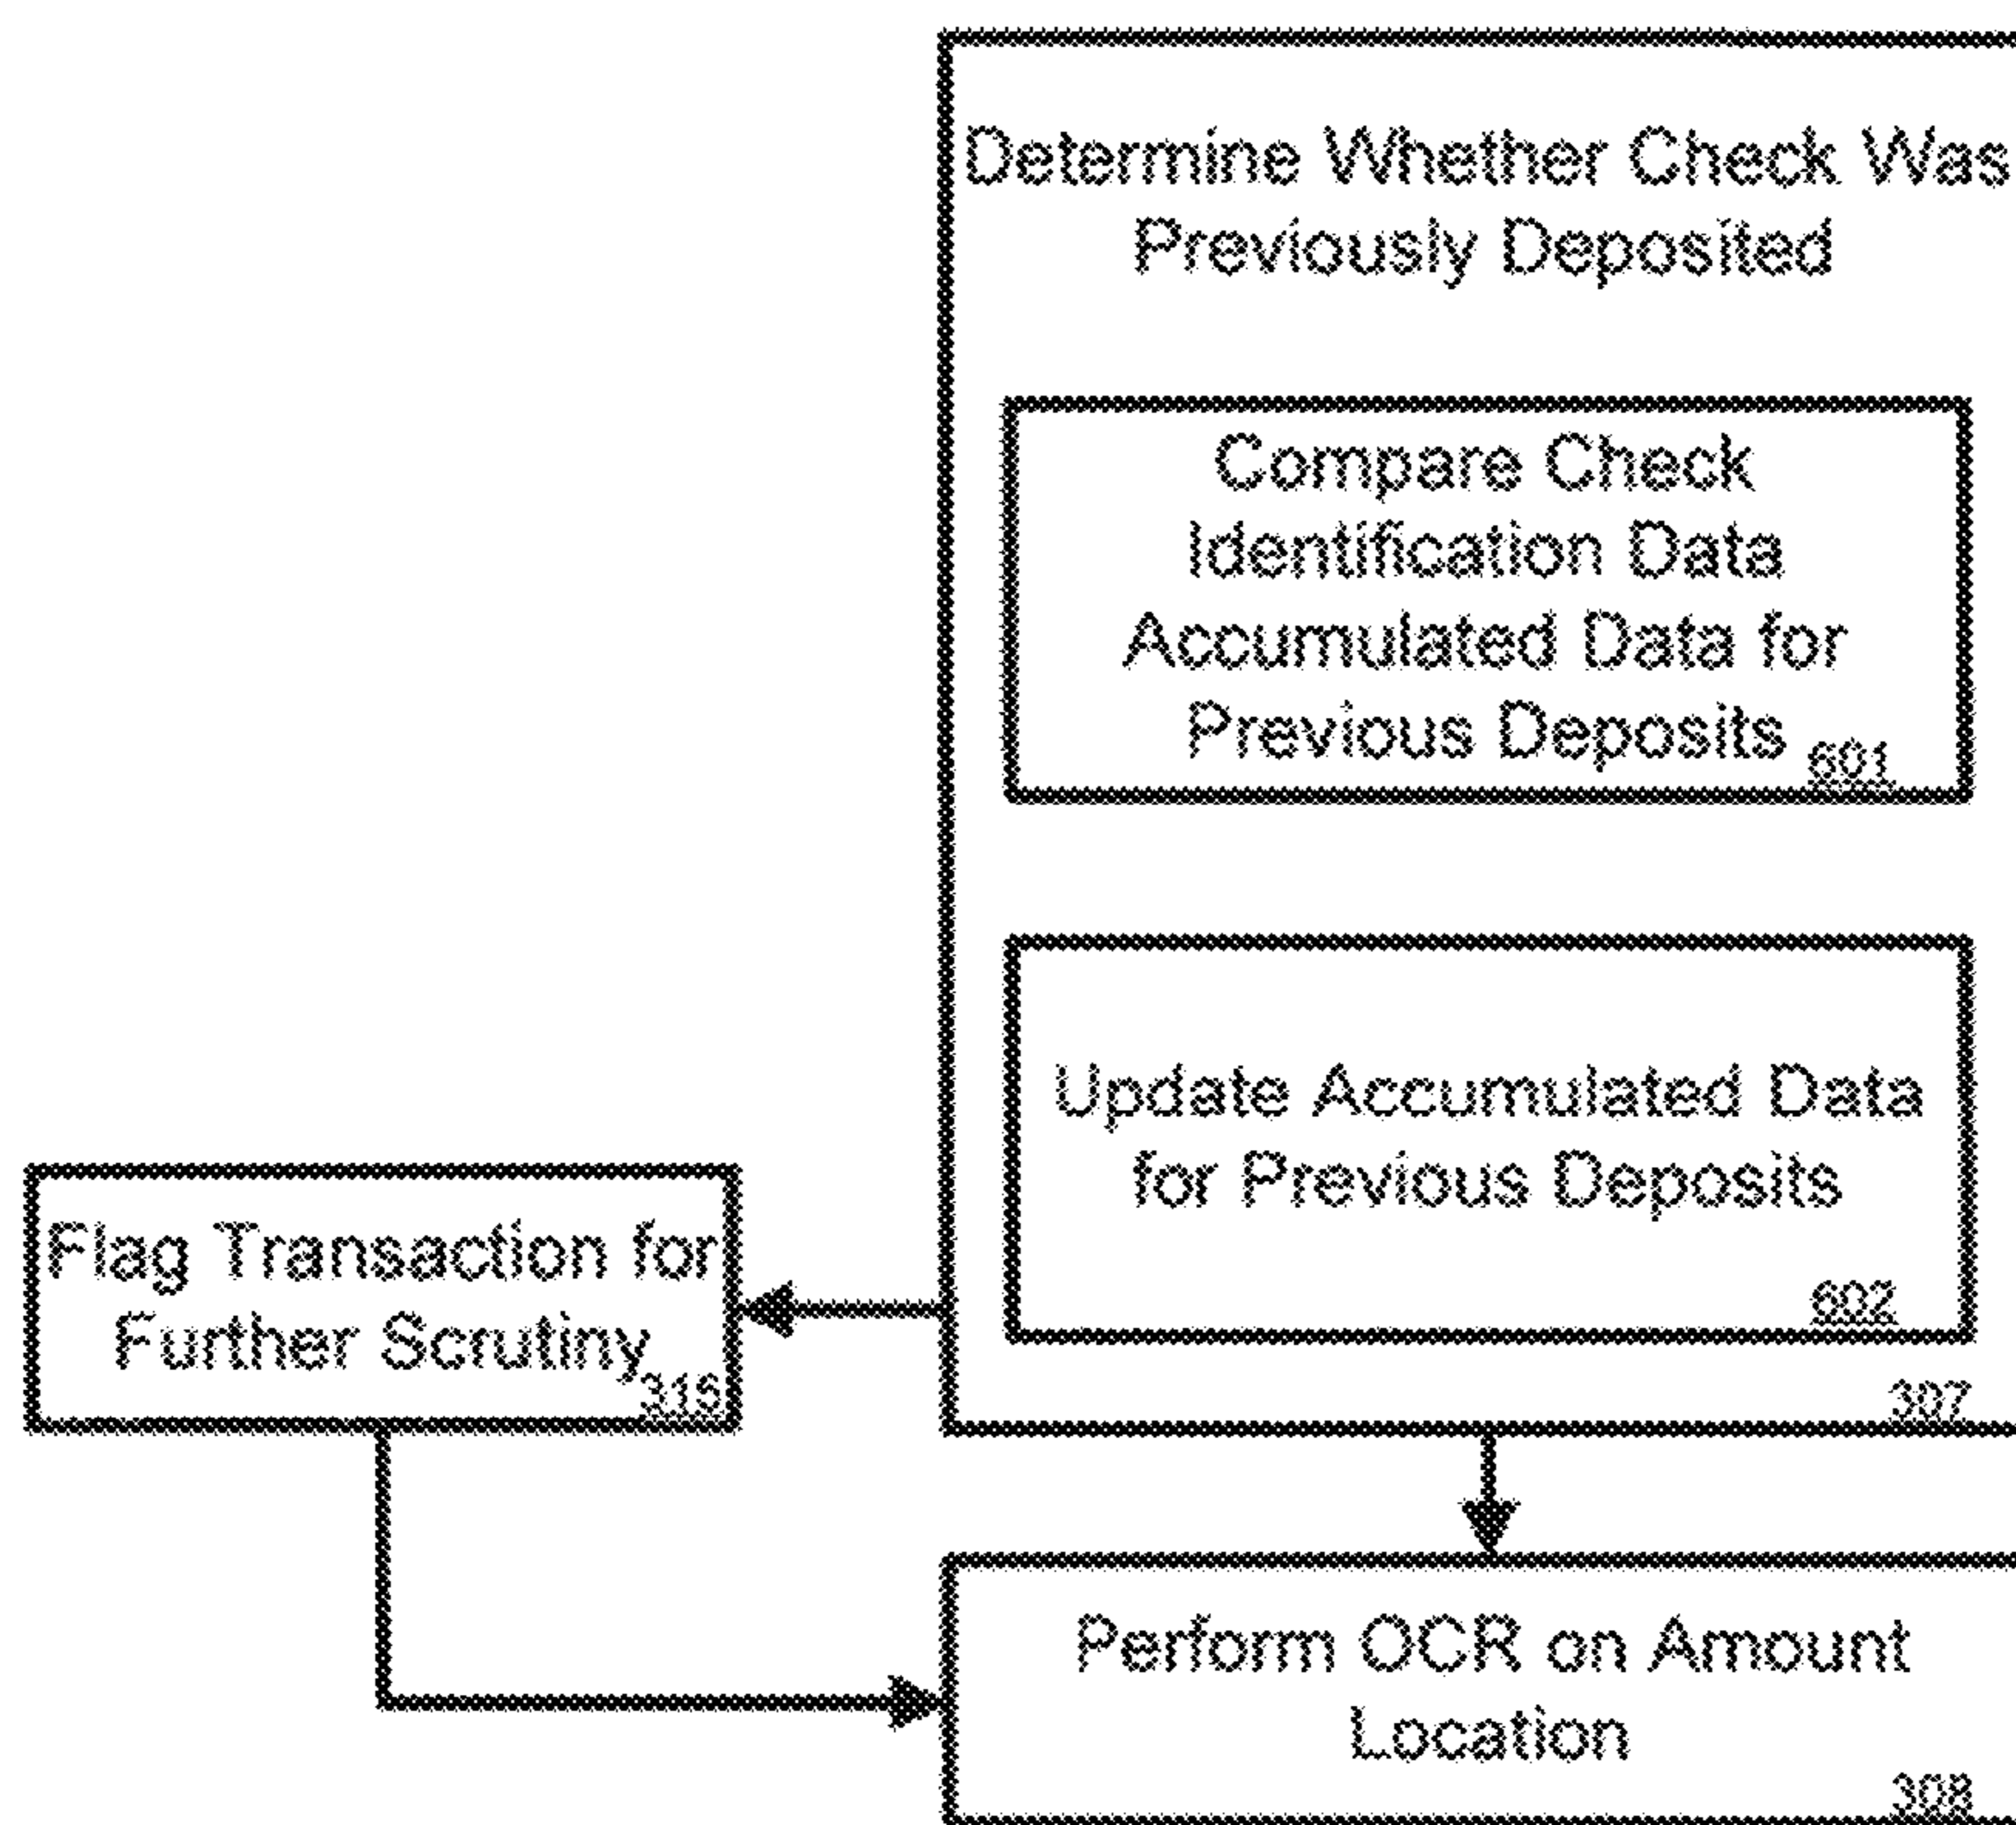 Determine Whether Check Was
Previously Deposited
Compare Check
Identification Data
Accumulated Data for
Previous Deposits
601
Update Accumulated Data
for Previous Deposits
602
307
Flag Transaction for
Further Scrutiny
316
Perform OCR on Amount
Location
308